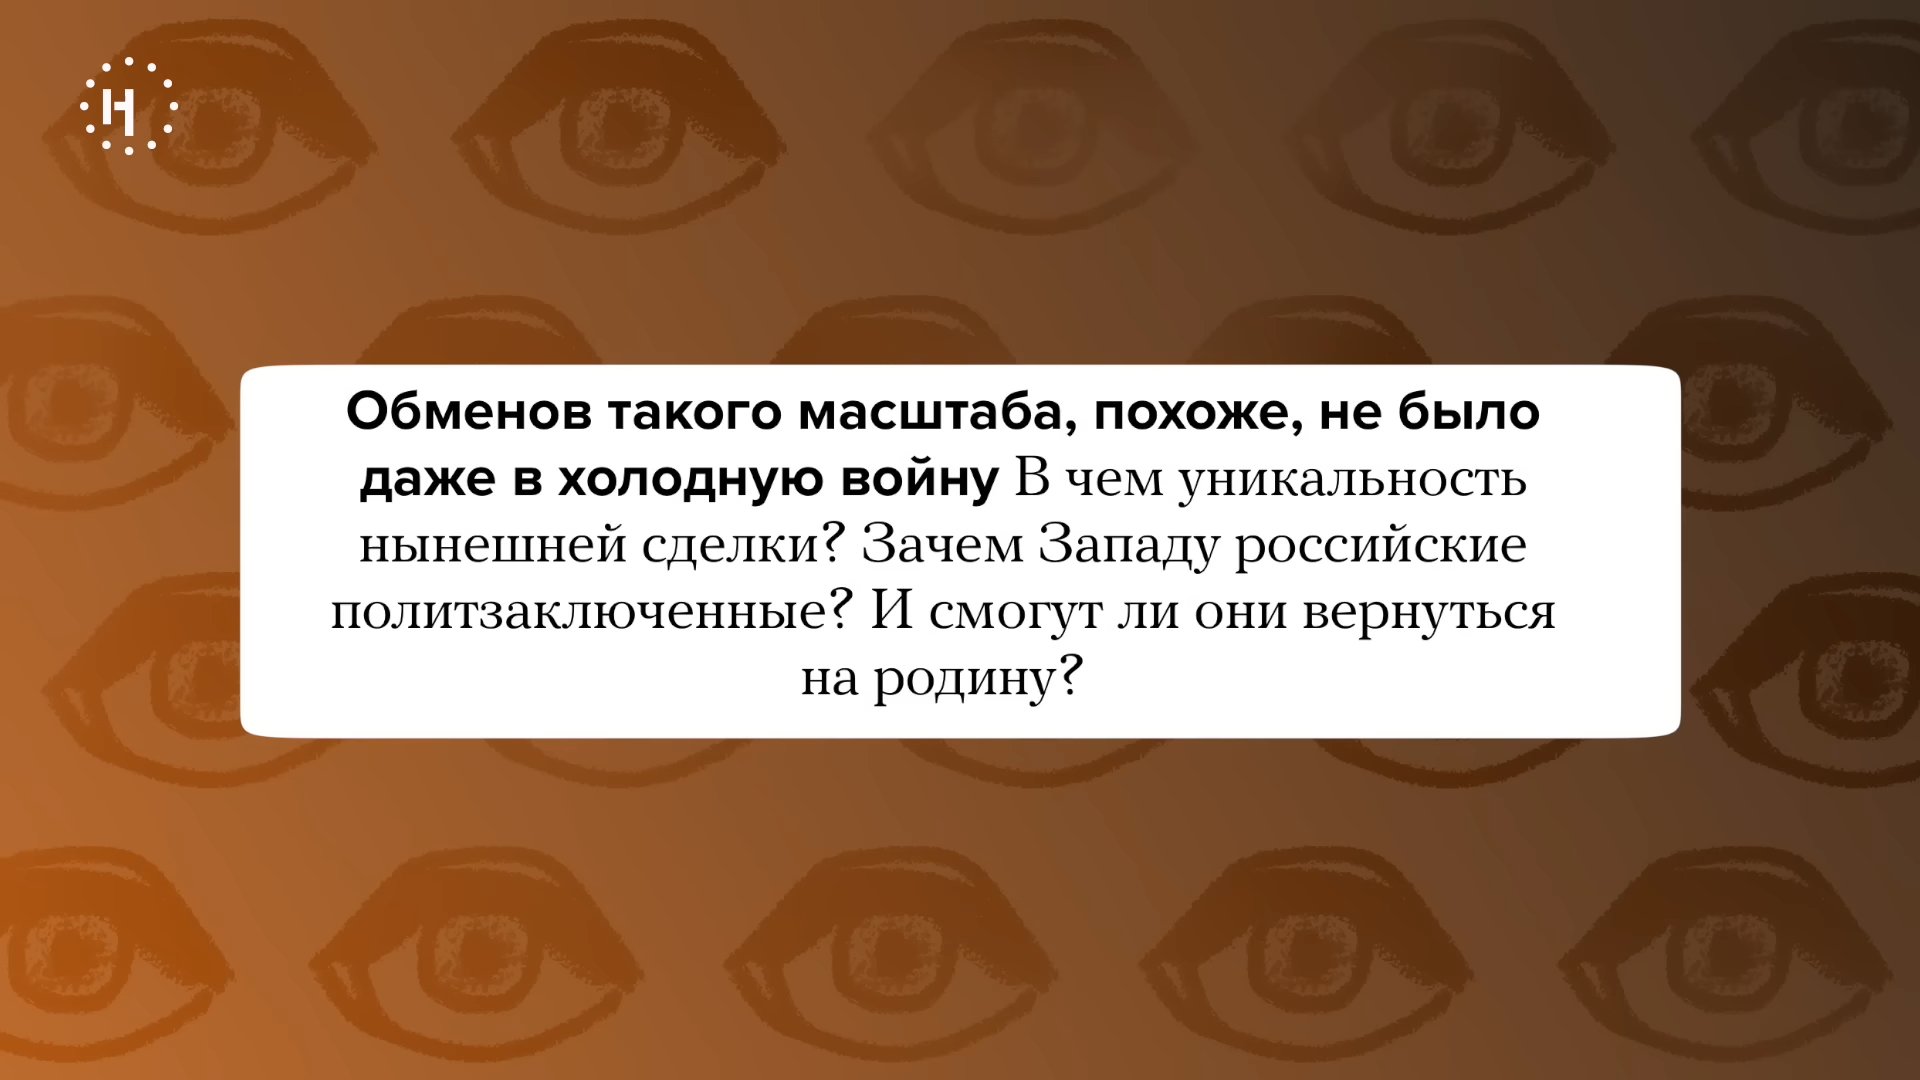 Обменов такого масштаба, похоже, не было
даже в холодную войну В чем уникальность
нынешней сделки? Зачем Западу российские
политзаключенные? И смогут ли они вернуться
на родину?